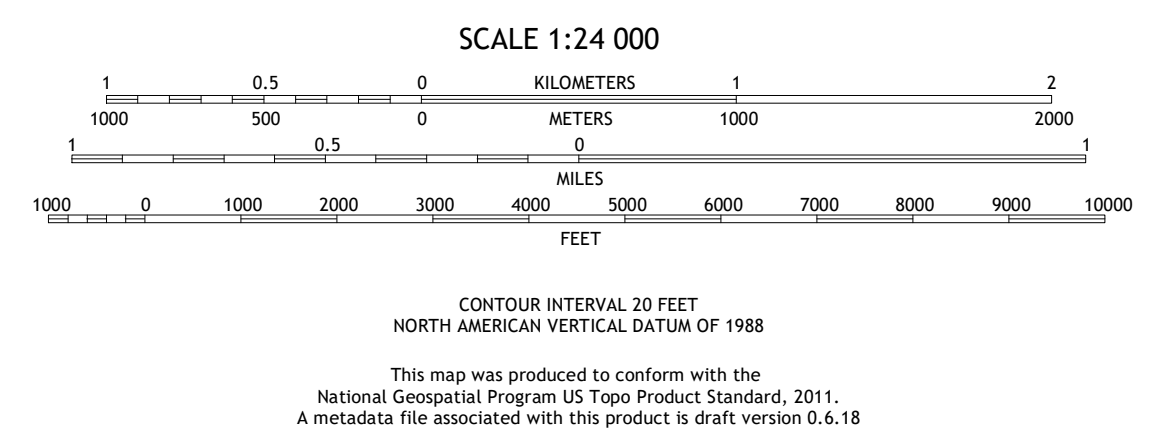 SCALE 1:24 000
1 0.5 0 KILOMETERS 1 2
1000 500 0 METERS 1000 2000
1 0.5 0 1
MILES
1000 0 1000 2000 3000 4000 5000 6000 7000 8000 9000 10000
FEET
CONTOUR INTERVAL 20 FEET
NORTH AMERICAN VERTICAL DATUM OF 1988
This map was produced to conform with the
National Geospatial Program US Topo Product Standard, 2011.
A metadata file associated with this product is draft version 0.6.18